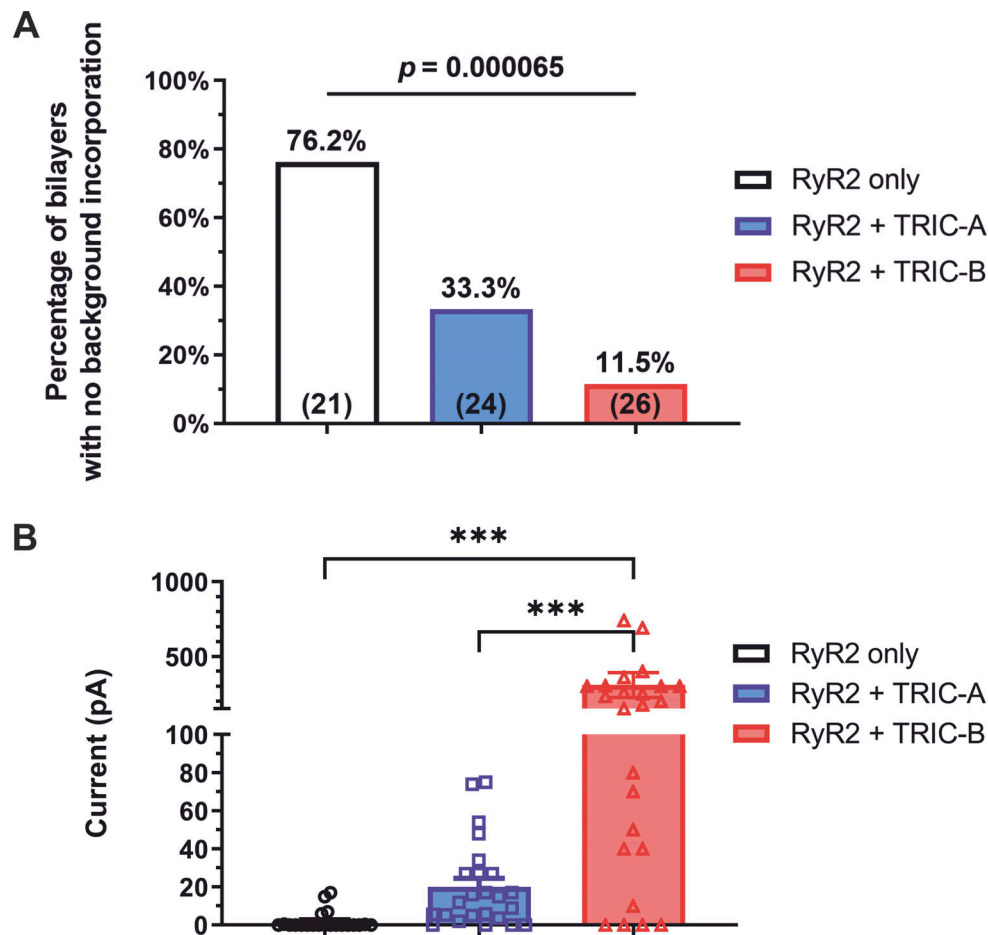 A
Percentage of bilayers
with no background incorporation
100%
80%
60%
40%
20%
0%
p = 0.000065
76.2%
33.3%
11.5%
(21)
(24)
(26)
RyR2 only
RyR2 + TRIC-A
RyR2 + TRIC-B
B
Current (pA)
1000
500
100
80
60
40
20
0
***
***
RyR2 only
RyR2 + TRIC-A
RyR2 + TRIC-B